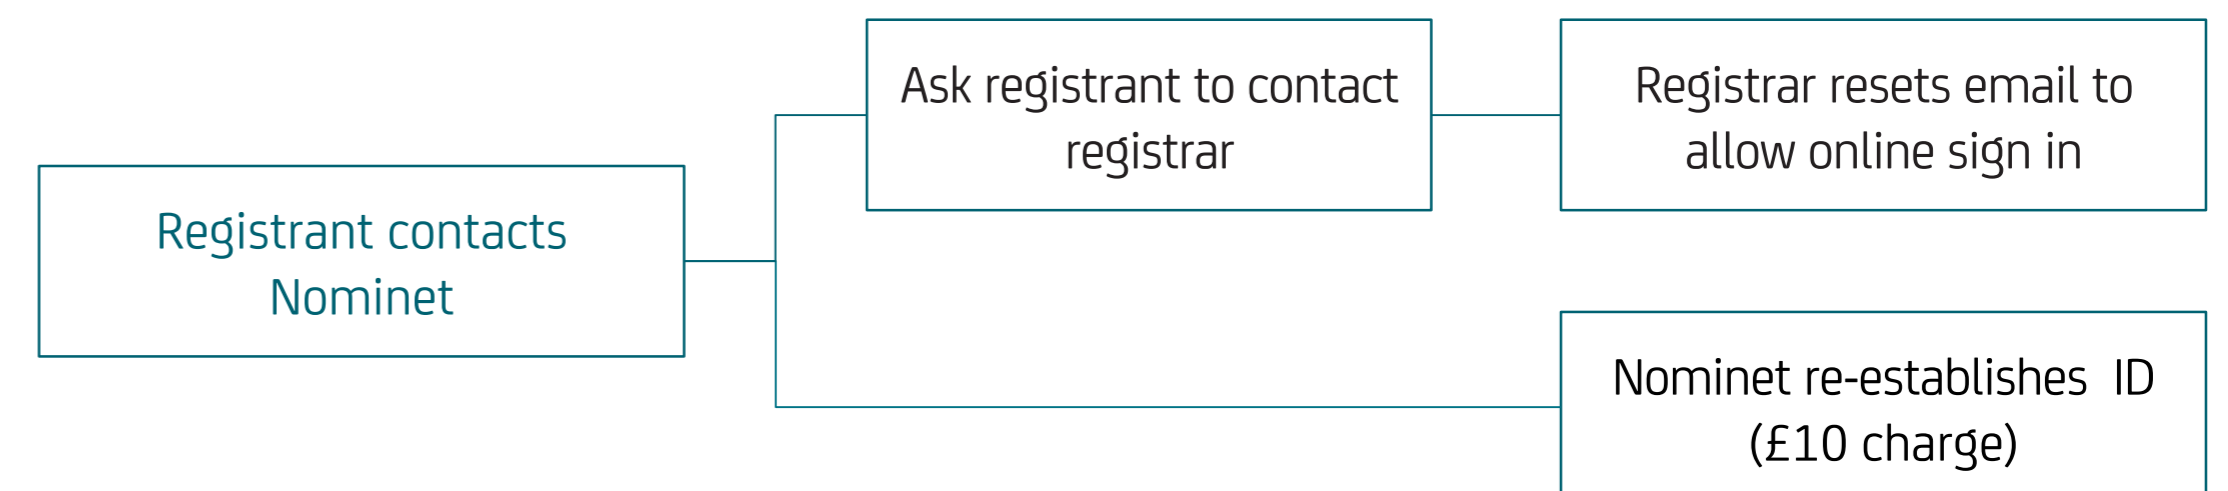 Ask registrant to contact
registrar
Registrar resets email to
allow online sign in
Registrant contacts
Nominet
Nominet re-establishes  ID
(£10 charge)